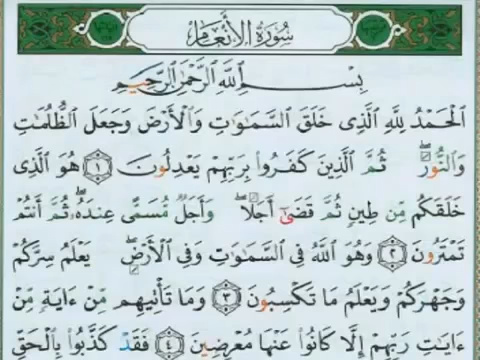 سُورَةُ الأَنْعَامِ
بِسْمِ ٱللَّهِ ٱلرَّحْمَٰنِ ٱلرَّحِيمِ
ٱلْحَمْدُ لِلَّهِ ٱلَّذِى خَلَقَ ٱلسَّمَٰوَٰتِ وَٱلْأَرْضَ وَجَعَلَ ٱلظُّلُمَٰتِ
وَٱلنُّورَ ۖ ثُمَّ ٱلَّذِينَ كَفَرُوا۟ بِرَبِّهِمْ يَعْدِلُونَ ١ هُوَ ٱلَّذِى
خَلَقَكُم مِّن طِينٍ ثُمَّ قَضَىٰٓ أَجَلًا ۖ وَأَجَلٌ مُّسَمًّى عِندَهُۥ ۖ ثُمَّ أَنتُمْ
تَمْتَرُونَ ٢ وَهُوَ ٱللَّهُ فِى ٱلسَّمَٰوَٰتِ وَفِى ٱلْأَرْضِ ۖ يَعْلَمُ سِرَّكُمْ
وَجَهْرَكُمْ وَيَعْلَمُ مَا تَكْسِبُونَ ٣ وَمَا تَأْتِيهِم مِّنْ ءَايَةٍ مِّنْ
ءَايَٰتِ رَبِّهِمْ إِلَّا كَانُوا۟ عَنْهَا مُعْرِضِينَ ٤ فَقَدْ كَذَّبُوا۟ بِٱلْحَقِّ